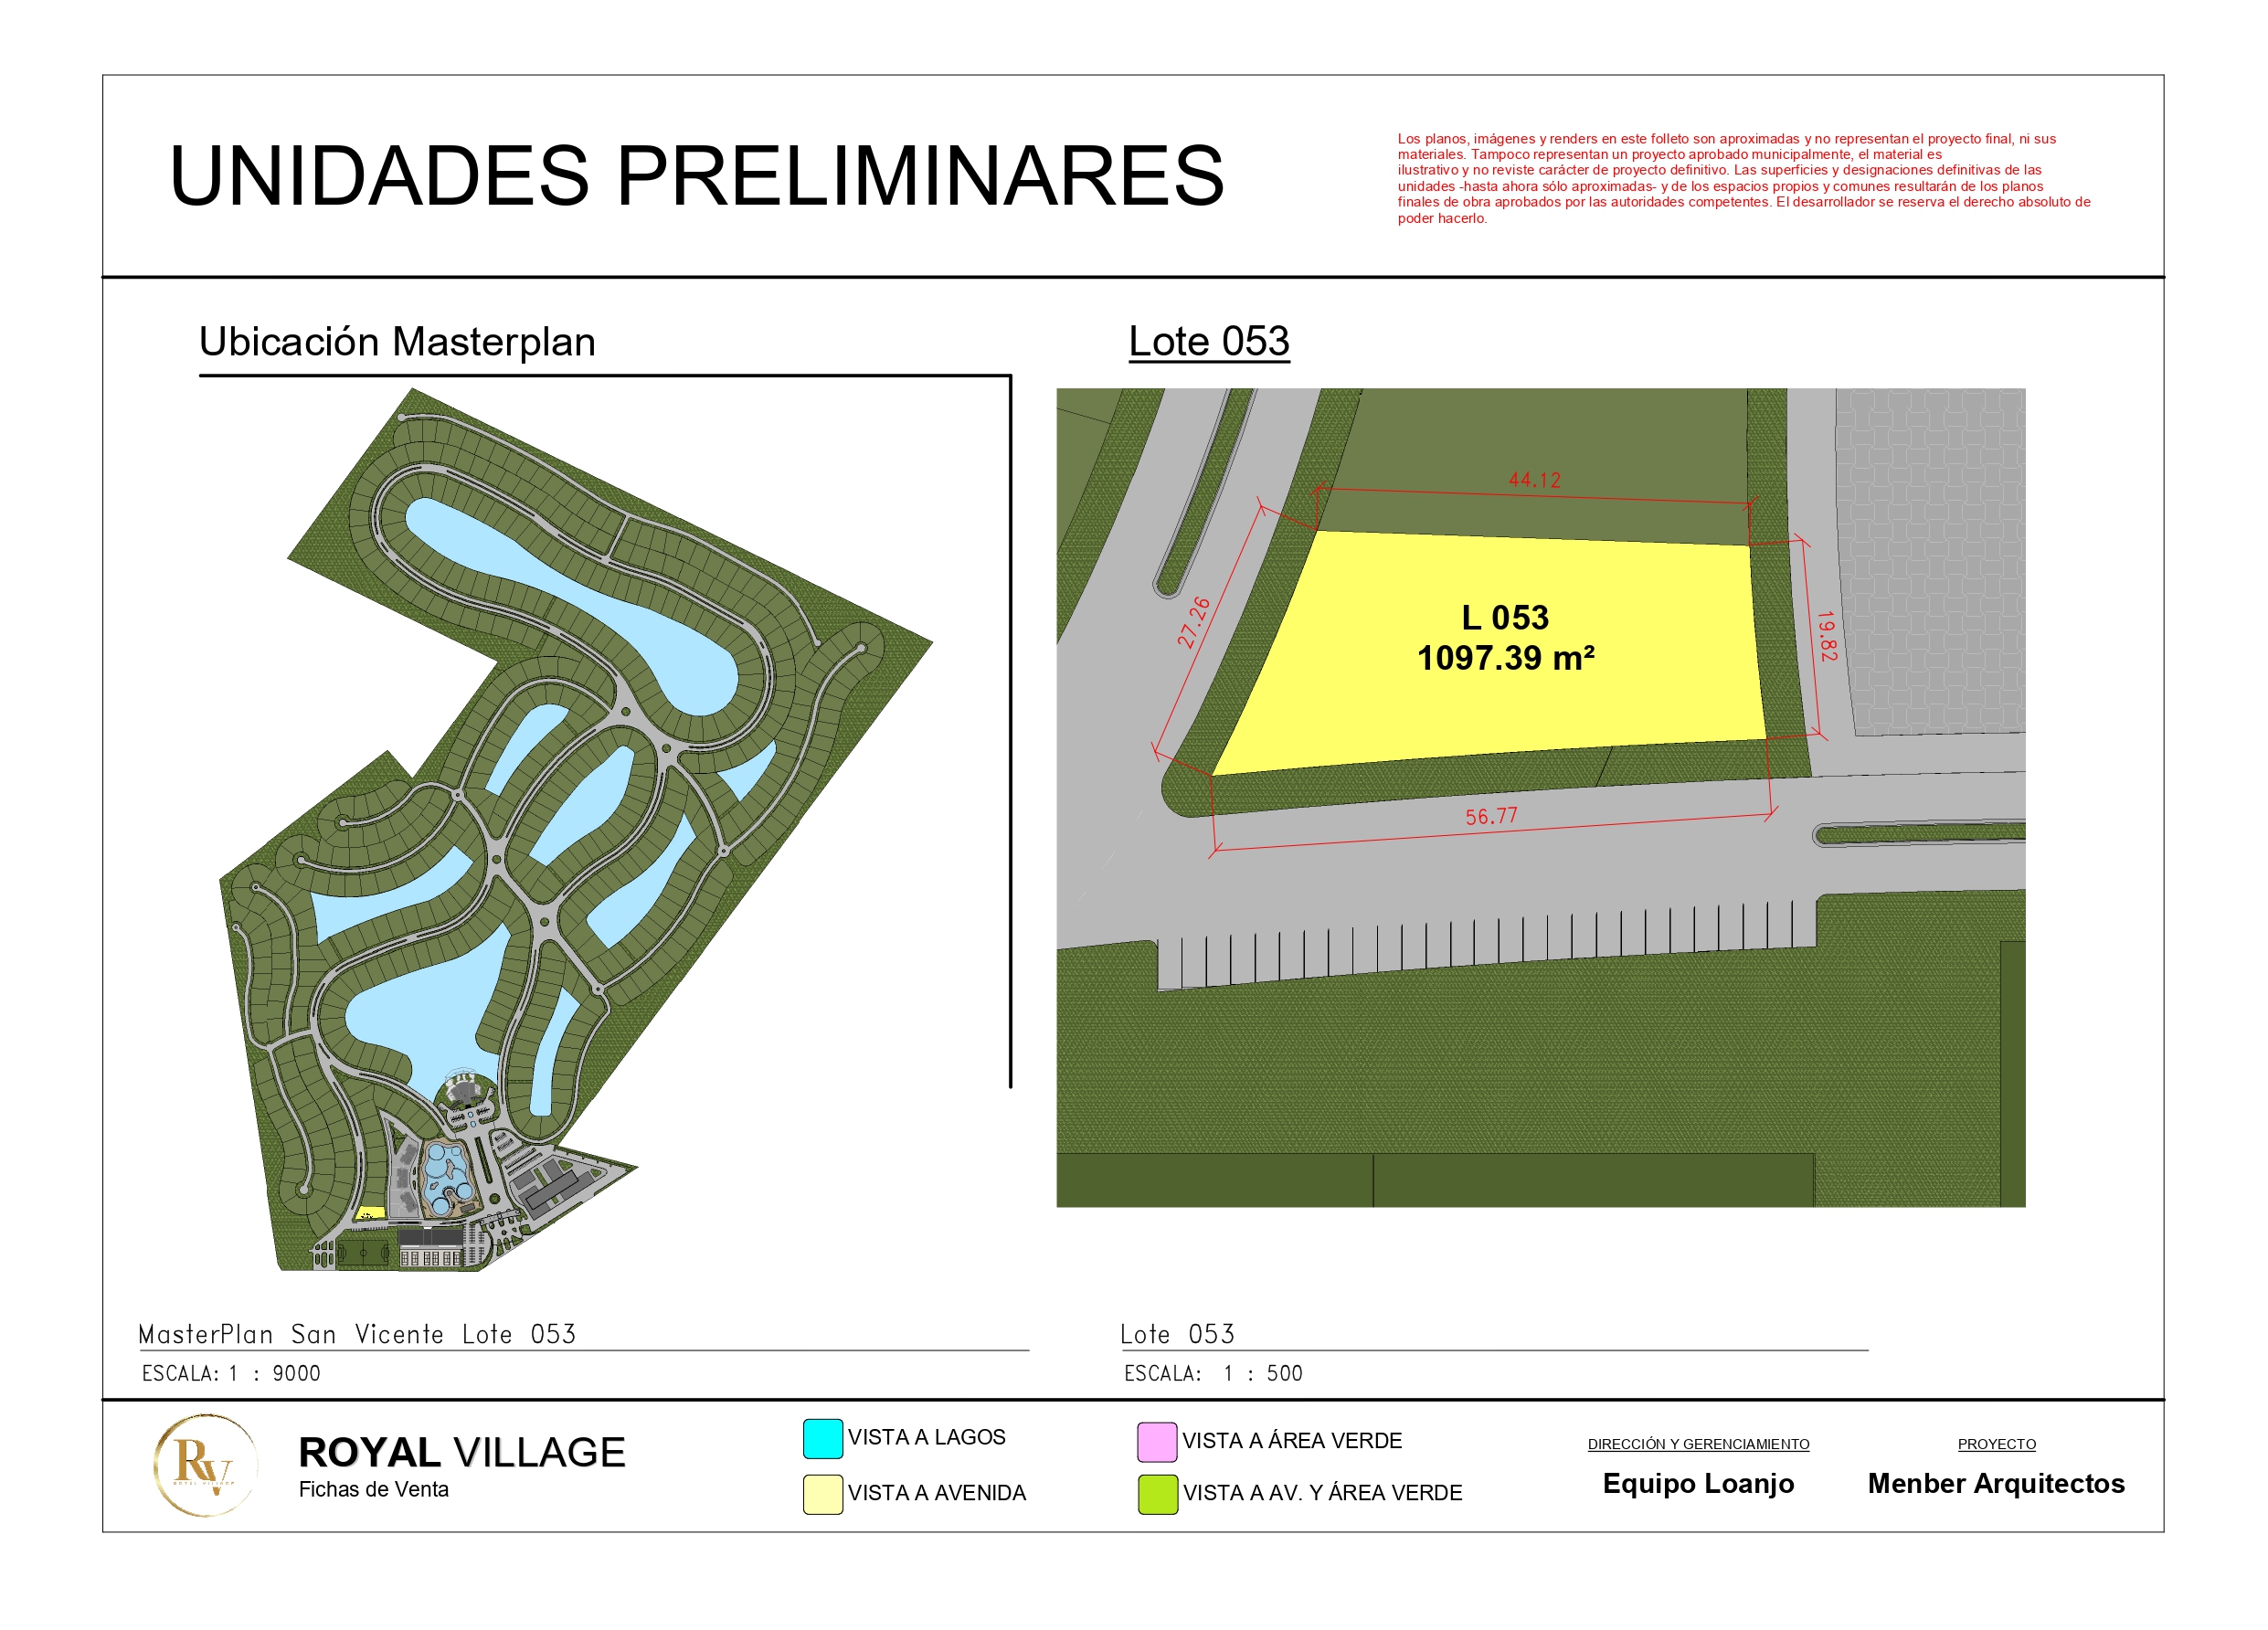 UNIDADES PRELIMINARES
Los planos, imágenes y renders en este folleto son aproximadas y no representan el proyecto final, ni sus
materiales. Tampoco representan un proyecto aprobado municipalmente, el material es
ilustrativo y no reviste carácter de proyecto definitivo. Las superficies y designaciones definitivas de las
unidades -hasta ahora sólo aproximadas- y de los espacios propios y comunes resultarán de los planos
finales de obra aprobados por las autoridades competentes. El desarrollador se reserva el derecho absoluto de
poder hacerlo.
Ubicación Masterplan
Lote 053
44.12
27.26
19.82
L 053
1097.39 m²
56.77
MasterPlan San Vicente Lote 053
ESCALA: 1 : 9000
Lote 053
ESCALA: 1 : 500
RV
ROYAL VILLAGE
ROYAL VILLAGE
Fichas de Venta
VISTA A LAGOS
VISTA A AVENIDA
VISTA A ÁREA VERDE
VISTA A AV. Y ÁREA VERDE
DIRECCIÓN Y GERENCIAMIENTO
Equipo Loanjo
PROYECTO
Menber Arquitectos